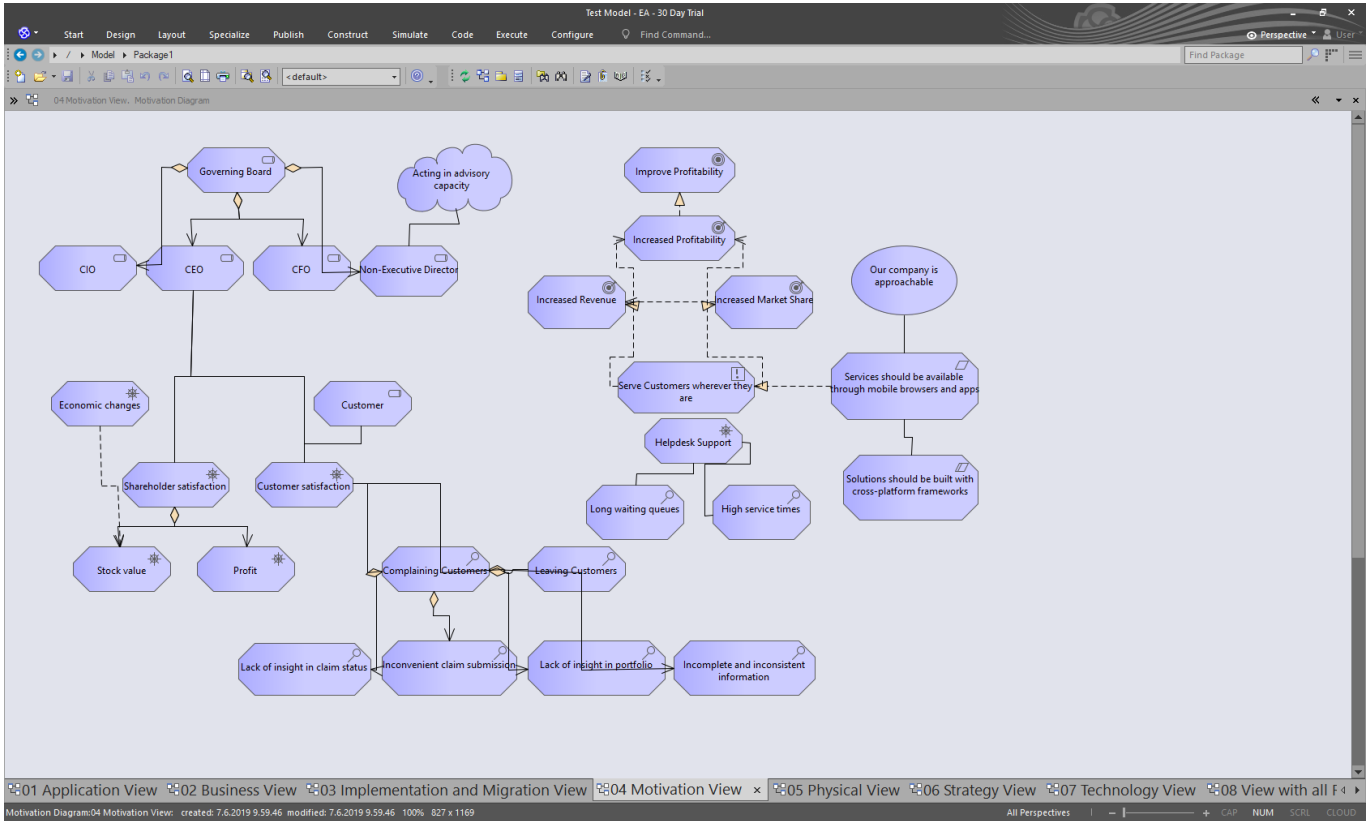 Test Model - EA - 30 Day Trial
Start Design Layout Specialize Publish Construct Simulate Code Execute Configure Find Command...
Perspective User
/ Model Package1
Find Package
<default>
04 Motivation View. Motivation Diagram
Governing Board
Acting in advisory
capacity
Improve Profitability
Increased Profitability
CIO
CEO
CFO
Non-Executive Director
Our company is
approachable
Increased Revenue
Increased Market Share
Serve Customers wherever they
are
Services should be available
through mobile browsers and apps
Economic changes
Customer
Helpdesk Support
Shareholder satisfaction
Customer satisfaction
Solutions should be built with
cross-platform frameworks
Long waiting queues
High service times
Stock value
Profit
Complaining Customers
Leaving Customers
Lack of insight in claim status
Inconvenient claim submission
Lack of insight in portfolio
Incomplete and inconsistent
information
01 Application View 02 Business View 03 Implementation and Migration View 04 Motivation View × 05 Physical View 06 Strategy View 07 Technology View 08 View with all
Motivation Diagram:04 Motivation View: created: 7.6.2019 9.59.46 modified: 7.6.2019 9.59.46 100% 827 x 1169
All Perspectives CAP NUM SCRL CLOUD